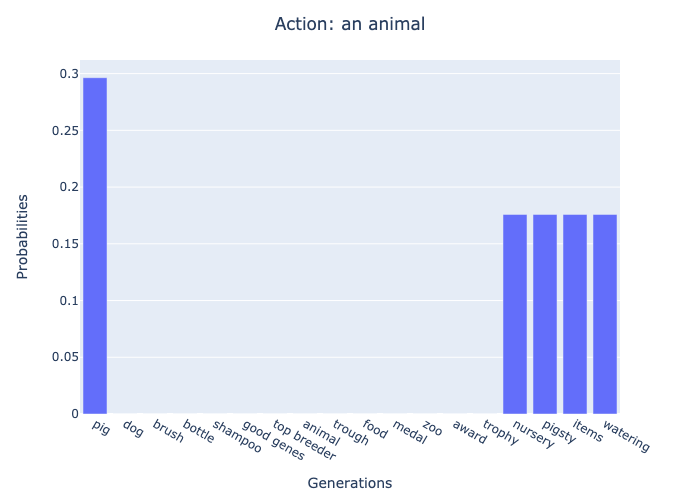 Action: an animal
Probabilities
0.3
0.25
0.2
0.15
0.1
0.05
0
pig
dog
brush
bottle
shampoo
good genes
top breeder
animal
trough
food
medal
zoo
award
trophy
nursery
pigsty
items
watering
Generations